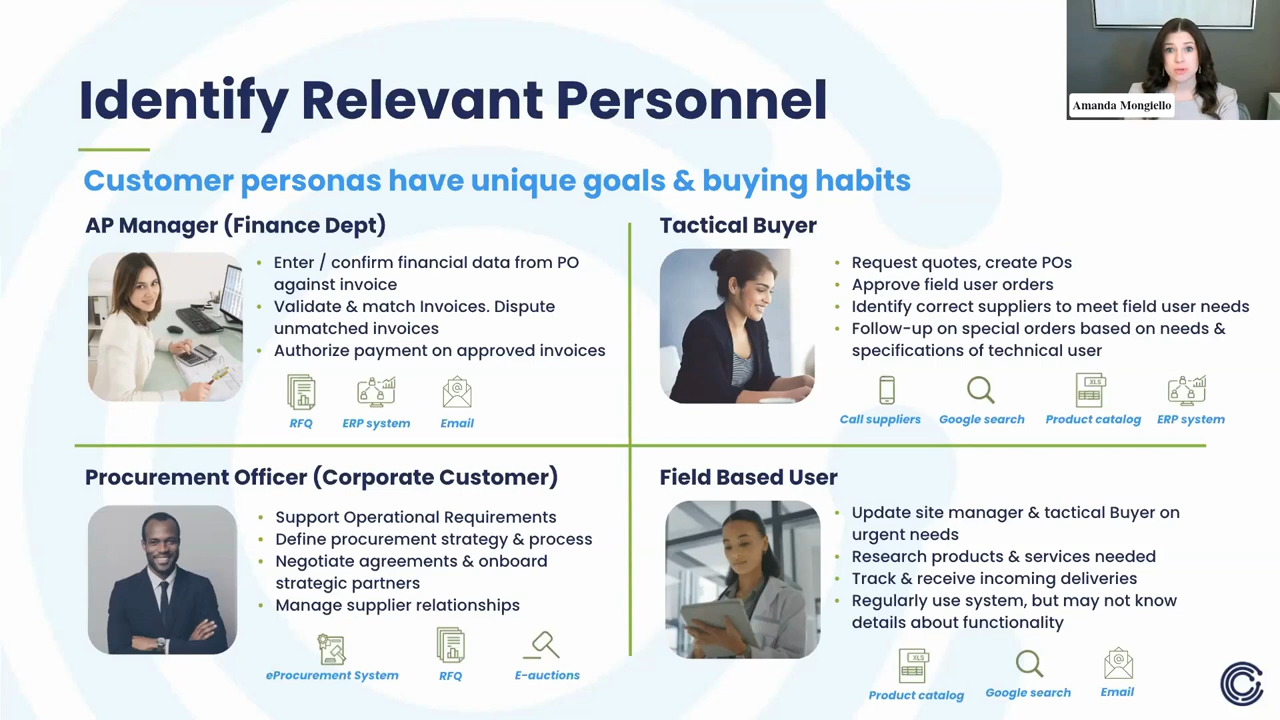 Identify Relevant Personnel
Amanda Mongiello
Customer personas have unique goals & buying habits
AP Manager (Finance Dept)
• Enter / confirm financial data from PO
against invoice
• Validate & match Invoices. Dispute
unmatched invoices
• Authorize payment on approved invoices
RFQ
ERP system
Email
Tactical Buyer
• Request quotes, create POs
• Approve field user orders
• Identify correct suppliers to meet field user needs
• Follow-up on special orders based on needs &
specifications of technical user
XLS
Call suppliers
Google search
Product catalog
ERP system
Procurement Officer (Corporate Customer)
• Support Operational Requirements
• Define procurement strategy & process
• Negotiate agreements & onboard
strategic partners
• Manage supplier relationships
eProcurement System
RFQ
E-auctions
Field Based User
• Update site manager & tactical Buyer on
urgent needs
• Research products & services needed
• Track & receive incoming deliveries
• Regularly use system, but may not know
details about functionality
XLS
Product catalog
Google search
Email